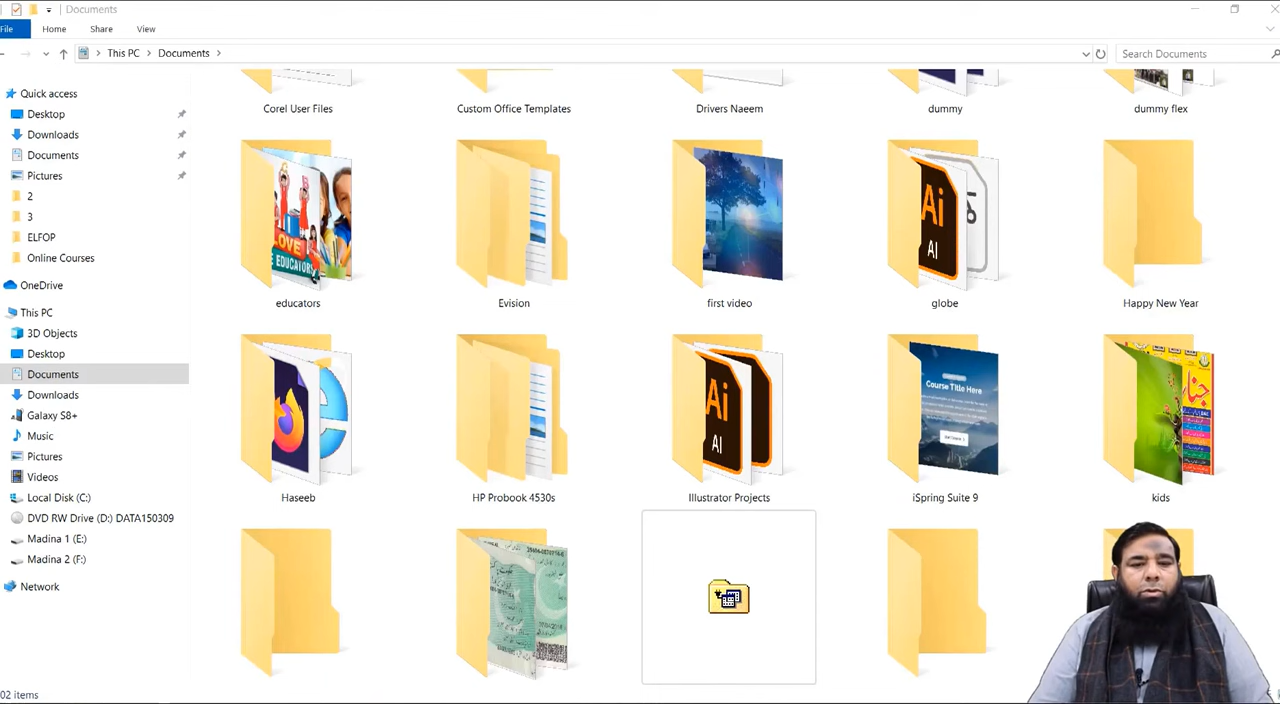 Documents
File Home Share View
This PC Documents Search Documents
Quick access
Desktop
Downloads
Documents
Pictures
2
3
ELFOP
Online Courses
OneDrive
This PC
3D Objects
Desktop
Documents
Downloads
Galaxy S8+
Music
Pictures
Videos
Local Disk (C:)
DVD RW Drive (D:) DATA150309
Madina 1 (E:)
Madina 2 (F:)
Network
Corel User Files Custom Office Templates Drivers Naeem dummy dummy flex
LOVE
EDUCATORS
Ai
AI
educators Evision first video globe Happy New Year
Ai
AI
Course Title Here
Haseeb HP Probook 4530s Illustrator Projects iSpring Suite 9 kids
02 items